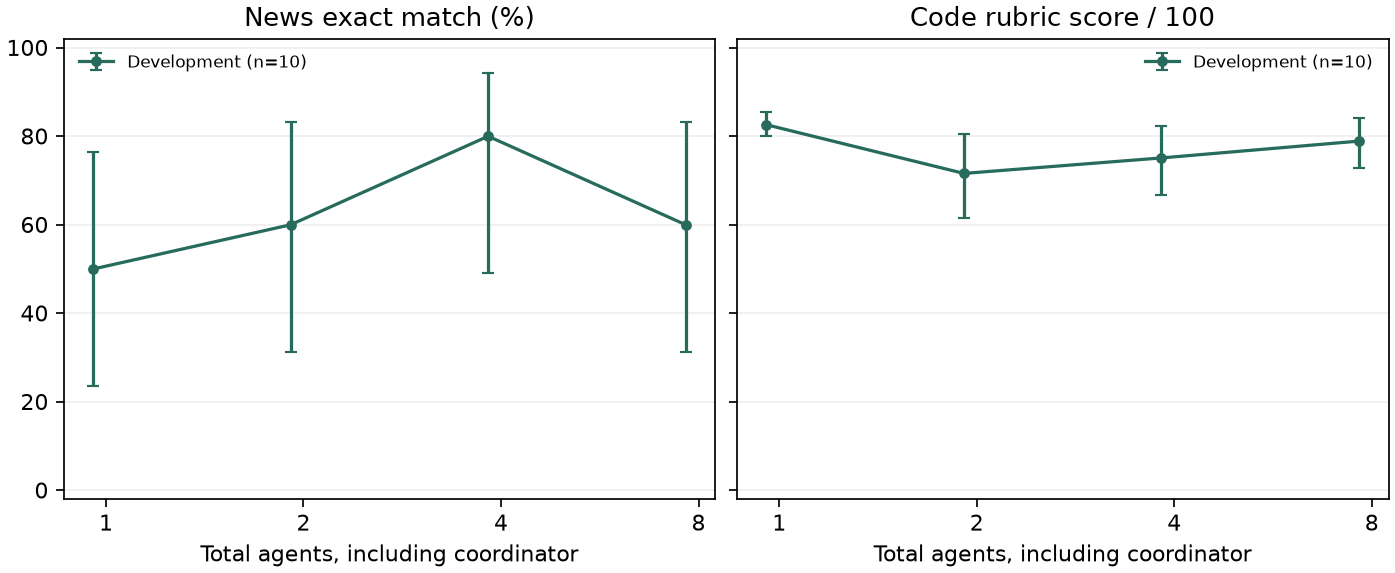 News exact match (%)
Code rubric score / 100
100
80
60
40
20
0
Development (n=10)
Development (n=10)
1 2 4 8
1 2 4 8
Total agents, including coordinator
Total agents, including coordinator